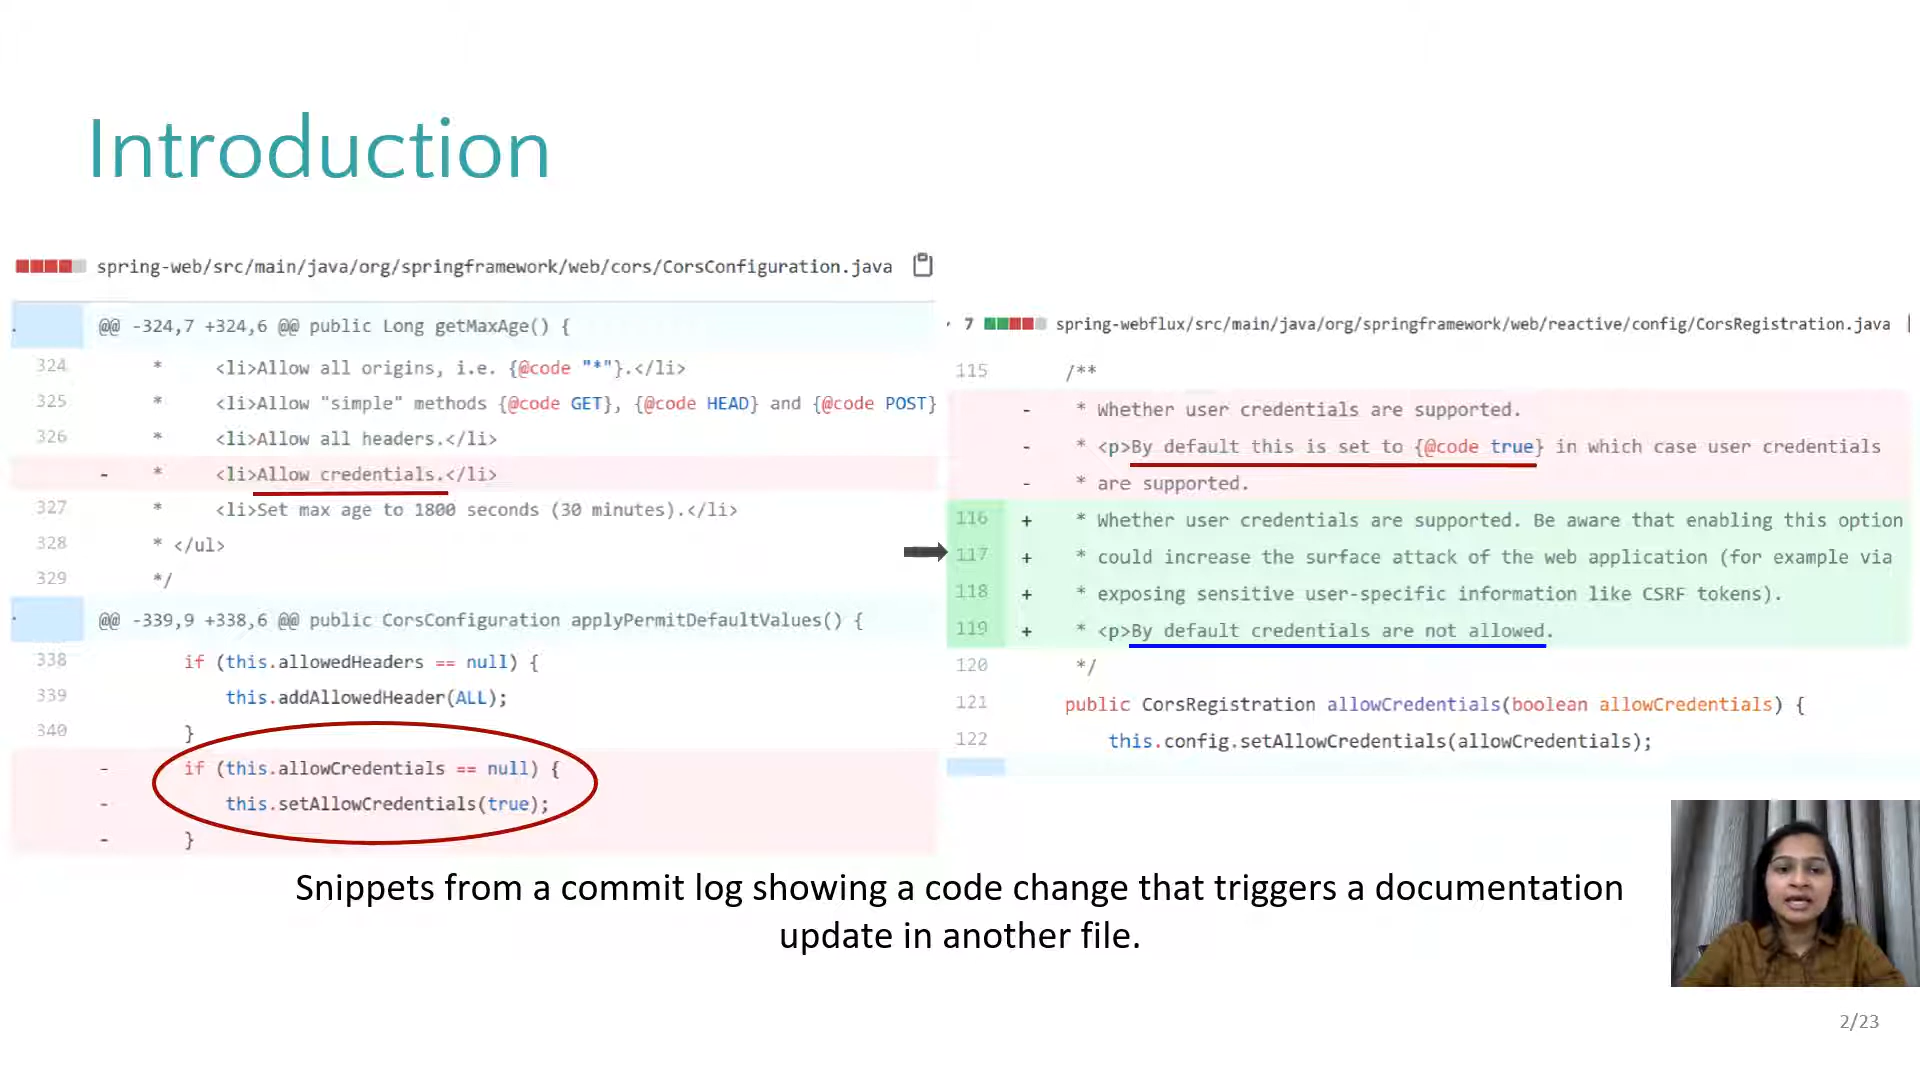 Introduction
spring-web/src/main/java/org/springframework/web/cors/CorsConfiguration.java
@@ -324,7 +324,6 @@ public Long getMaxAge() {
324 * <li>Allow all origins, i.e. {@code "*"}.</li>
325 * <li>Allow "simple" methods {@code GET}, {@code HEAD} and {@code POST}
326 * <li>Allow all headers.</li>
- * <li>Allow credentials.</li>
327 * <li>Set max age to 1800 seconds (30 minutes).</li>
328 * </ul>
329 */
@@ -339,9 +338,6 @@ public CorsConfiguration applyPermitDefaultValues() {
338 if (this.allowedHeaders == null) {
339 this.addAllowedHeader(ALL);
340 }
- if (this.allowCredentials == null) {
- this.setAllowCredentials(true);
- }
7 spring-webflux/src/main/java/org/springframework/web/reactive/config/CorsRegistration.java
115 /**
- * Whether user credentials are supported.
- * <p>By default this is set to {@code true} in which case user credentials
- * are supported.
116 + * Whether user credentials are supported. Be aware that enabling this option
117 + * could increase the surface attack of the web application (for example via
118 + * exposing sensitive user-specific information like CSRF tokens).
119 + * <p>By default credentials are not allowed.
120 */
121 public CorsRegistration allowCredentials(boolean allowCredentials) {
122 this.config.setAllowCredentials(allowCredentials);
Snippets from a commit log showing a code change that triggers a documentation
update in another file.
2/23